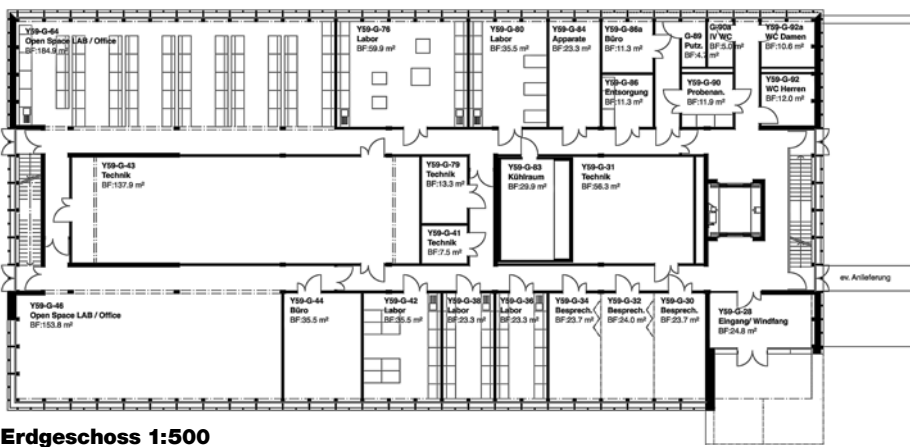 Y59-G-64
Open Space LAB / Office
BF:184.9 m²
Y59-G-76
Labor
BF:59.9 m²
Y59-G-80
Labor
BF:35.5 m²
Y59-G-84
Apparate
BF:23.3 m²
Y59-G-86a
Büro
BF:11.3 m²
G-89
Putz.
BF:4.7 m²
G-90a
IV WC
BF:5.0 m²
Y59-G-92a
WC Damen
BF:10.6 m²
Y59-G-86
Entsorgung
BF:11.3 m²
Y59-G-90
Probenan.
BF:11.9 m²
Y59-G-92
WC Herren
BF:12.0 m²
Y59-G-43
Technik
BF:137.9 m²
Y59-G-79
Technik
BF:13.3 m²
Y59-G-83
Kühlraum
BF:29.9 m²
Y59-G-31
Technik
BF:56.3 m²
Y59-G-41
Technik
BF:7.5 m²
ev. Anlieferung
Y59-G-46
Open Space LAB / Office
BF:153.8 m²
Y59-G-44
Büro
BF:35.5 m²
Y59-G-42
Labor
BF:35.5 m²
Y59-G-38
Labor
BF:23.3 m²
Y59-G-36
Labor
BF:23.3 m²
Y59-G-34
Besprech.
BF:23.7 m²
Y59-G-32
Besprech.
BF:24.0 m²
Y59-G-30
Besprech.
BF:23.7 m²
Y59-G-28
Eingang/ Windfang
BF:24.8 m²
Erdgeschoss 1:500